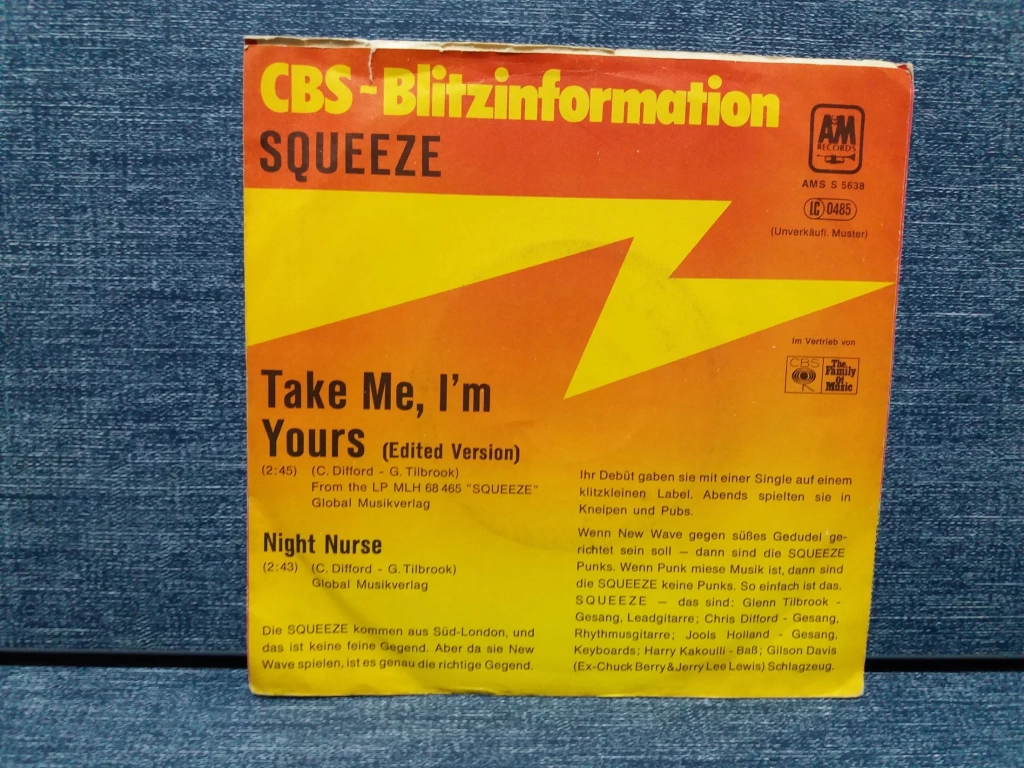 CBS-Blitzinformation
SQUEEZE
A&M
RECORDS
AMS S 5638
LC 0485
(Unverkäufl. Muster)
Im Vertrieb von
CBS
The
Family
Of
Music
Take Me, I'm
Yours (Edited Version)
(2:45) (C. Difford - G. Tilbrook)
From the LP MLH 68 465 "SQUEEZE"
Global Musikverlag
Night Nurse
(2:43) (C. Difford - G. Tilbrook)
Global Musikverlag
Die SQUEEZE kommen aus Süd-London, und
das ist keine feine Gegend. Aber da sie New
Wave spielen, ist es genau die richtige Gegend.
Ihr Debüt gaben sie mit einer Single auf einem
klitzkleinen Label. Abends spielten sie in
Kneipen und Pubs.
Wenn New Wave gegen süßes Gedudel ge-
richtet sein soll – dann sind die SQUEEZE
Punks. Wenn Punk miese Musik ist, dann sind
die SQUEEZE keine Punks. So einfach ist das.
SQUEEZE – das sind: Glenn Tilbrook -
Gesang, Leadgitarre; Chris Difford - Gesang,
Rhythmusgitarre; Jools Holland - Gesang,
Keyboards; Harry Kakoulli - Baß; Gilson Davis
(Ex-Chuck Berry & Jerry Lee Lewis) Schlagzeug.